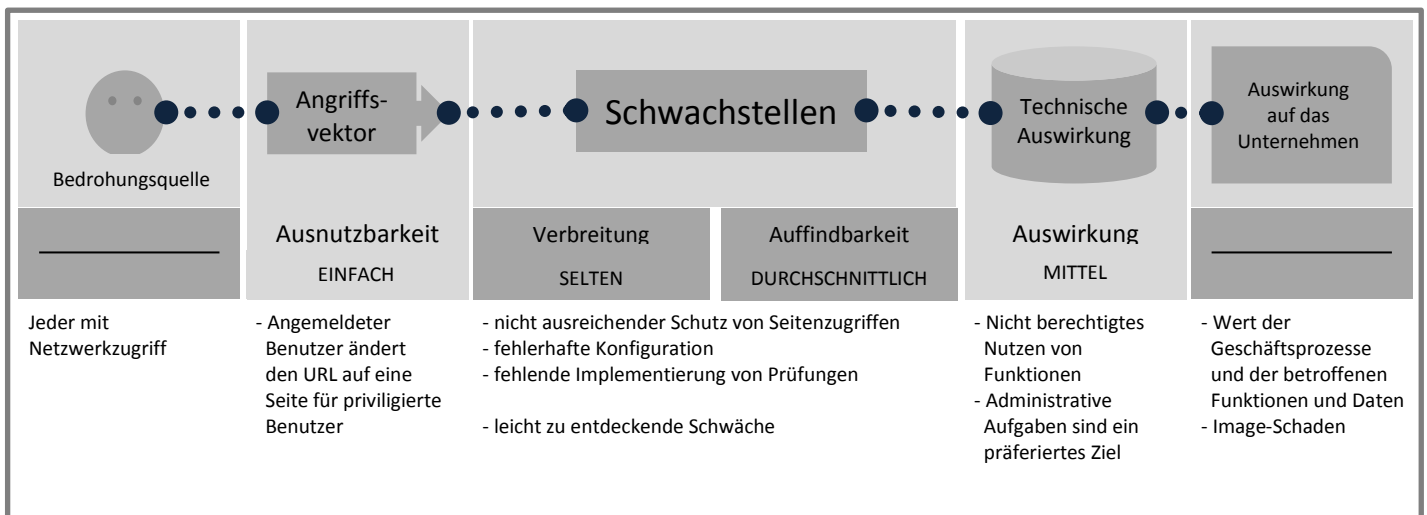 Bedrohungsquelle
Angriffs-
vektor
Schwachstellen
Technische
Auswirkung
Auswirkung
auf das
Unternehmen
Ausnutzbarkeit
EINFACH
Verbreitung
SELTEN
Auffindbarkeit
DURCHSCHNITTLICH
Auswirkung
MITTEL
Jeder mit
Netzwerkzugriff
- Angemeldeter
Benutzer ändert
den URL auf eine
Seite für priviligierte
Benutzer
- nicht ausreichender Schutz von Seitenzugriffen
- fehlerhafte Konfiguration
- fehlende Implementierung von Prüfungen
- leicht zu entdeckende Schwäche
- Nicht berechtigtes
Nutzen von
Funktionen
- Administrative
Aufgaben sind ein
präferiertes Ziel
- Wert der
Geschäftsprozesse
und der betroffenen
Funktionen und Daten
- Image-Schaden